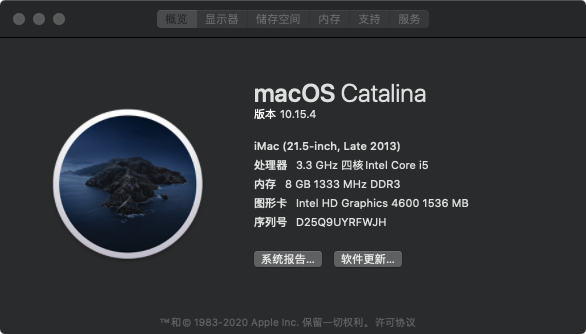 概览 显示器 储存空间 内存 支持 服务
macOS Catalina
版本 10.15.4
iMac (21.5-inch, Late 2013)
处理器 3.3 GHz 四核Intel Core i5
内存 8 GB 1333 MHz DDR3
图形卡 Intel HD Graphics 4600 1536 MB
序列号 D25Q9UYRFWJH
系统报告... 软件更新...
™和© 1983-2020 Apple Inc. 保留一切权利。许可协议